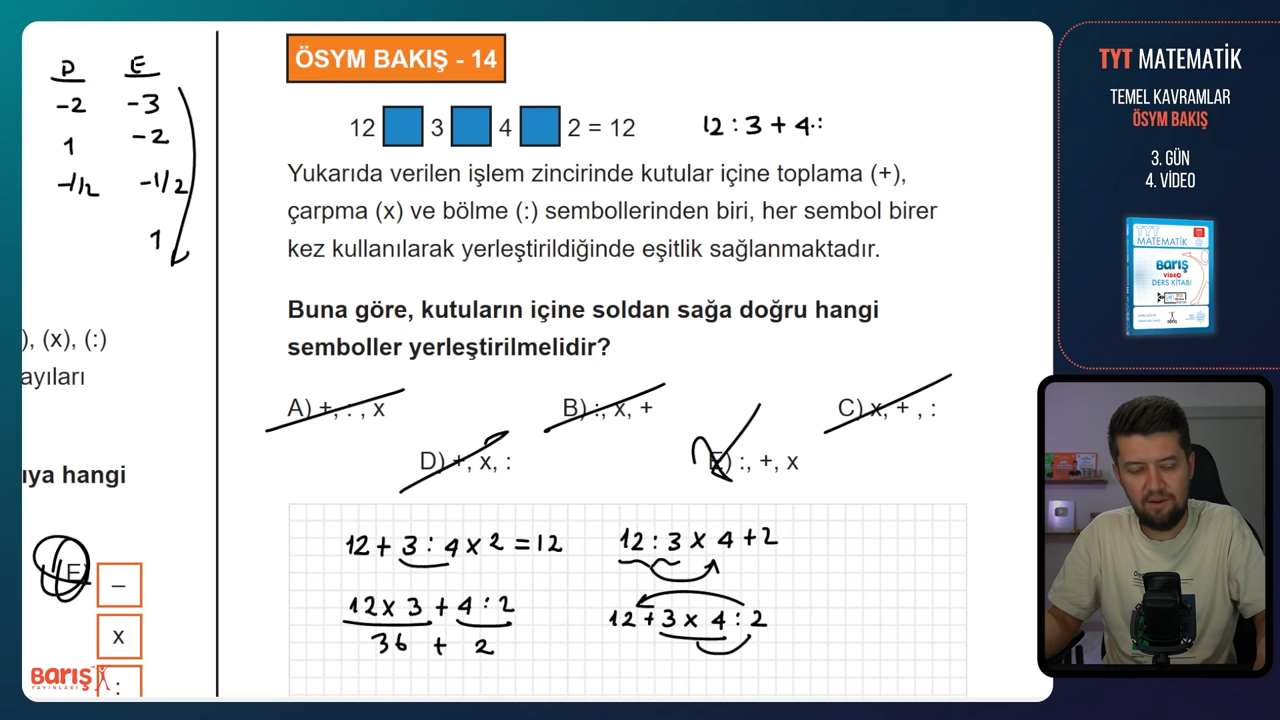 D E
-2 -3
1 -2
-1/2 -1/2
1
), (x), (:)
ayıları
ıya hangi
E)
–
x
:
BARIŞ
YAYINLARI
ÖSYM BAKIŞ - 14
12 3 4 2 = 12
12 : 3 + 4
Yukarıda verilen işlem zincirinde kutular içine toplama (+),
çarpma (x) ve bölme (:) sembollerinden biri, her sembol birer
kez kullanılarak yerleştirildiğinde eşitlik sağlanmaktadır.
Buna göre, kutuların içine soldan sağa doğru hangi
semboller yerleştirilmelidir?
A) +, : , x
B) :, x, +
C) x, + , :
D) +, x, :
E) :, +, x
12 + 3 : 4 x 2 = 12
12 x 3 + 4 : 2
36 + 2
12 : 3 x 4 + 2
12 + 3 x 4 : 2
TYT MATEMATİK
TEMEL KAVRAMLAR
ÖSYM BAKIŞ
3. GÜN
4. VİDEO
TYT
MATEMATİK
BARIŞ
VİDEO
DERS KİTABI